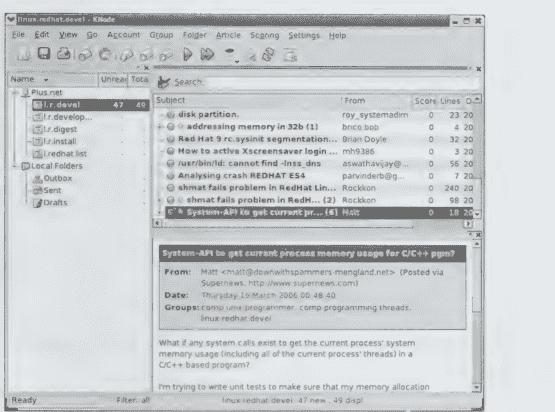 linux.redhat.devel - KNode
File Edit View Go Account Group Folder Article Scoring Settings Help
Name Unread Tota
Search:
Plus.net
l.r.devel 47 49
l.r.develop...
l.r.digest
l.r.install
l.redhat list
Local Folders
Outbox
Sent
Drafts
Subject From Score Lines D
disk partition. roy_systemadim 0 23 20
addressing memory in 32b (1) brico bob 0 4 20
Red Hat 9 rc.sysinit segmentation... Brian Doyle 0 32 20
How to active Xscreensaver login ... mh9386 0 3 20
/usr/bin/ld: cannot find -lnss_dns aswathavijay@... 0 56 20
Analysing crash REDHAT ES4 parvinderb@g... 0 7 20
shmat fails problem in RedHat Lin... Rockkon 0 240 20
shmat fails problem in RedH... (2) Rockkon 0 98 20
System-API to get current pr... (6) Matt 0 18 20
System-API to get current process memory usage for C/C++ pgm?
From: Matt <matt@downwithspammers-mengland.net> (Posted via
Supernews, http://www.supernews.com)
Date: Thursday 16 March 2006 00:48:40
Groups: comp.unix.programmer, comp.programming.threads,
linux.redhat.devel
What if any system calls exist to get the current process' system
memory usage (including all of the current process' threads) in a
C/C++ based program?
I'm trying to write unit tests to make sure that my memory allocation
Ready Filter: all linux.redhat.devel: 47 new , 49 displ